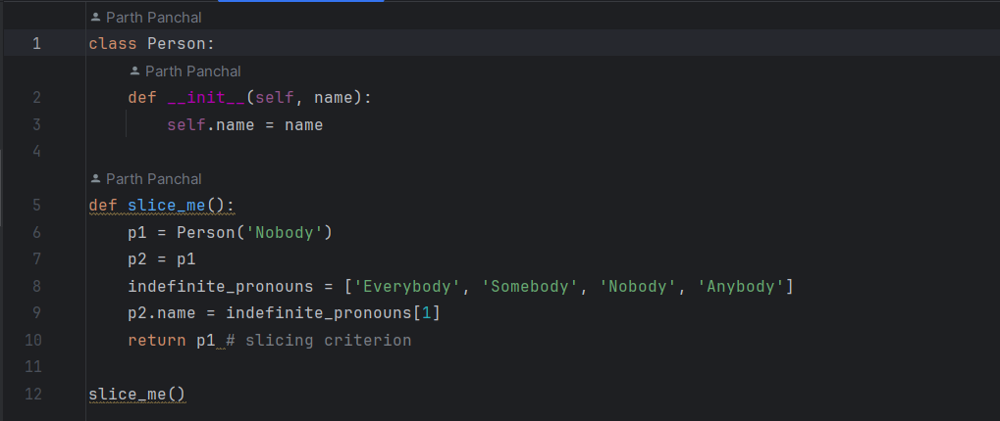 Parth Panchal
1 class Person:
Parth Panchal
2     def __init__(self, name):
3         self.name = name
4
Parth Panchal
5 def slice_me():
6     p1 = Person('Nobody')
7     p2 = p1
8     indefinite_pronouns = ['Everybody', 'Somebody', 'Nobody', 'Anybody']
9     p2.name = indefinite_pronouns[1]
10     return p1 # slicing criterion
11
12 slice_me()